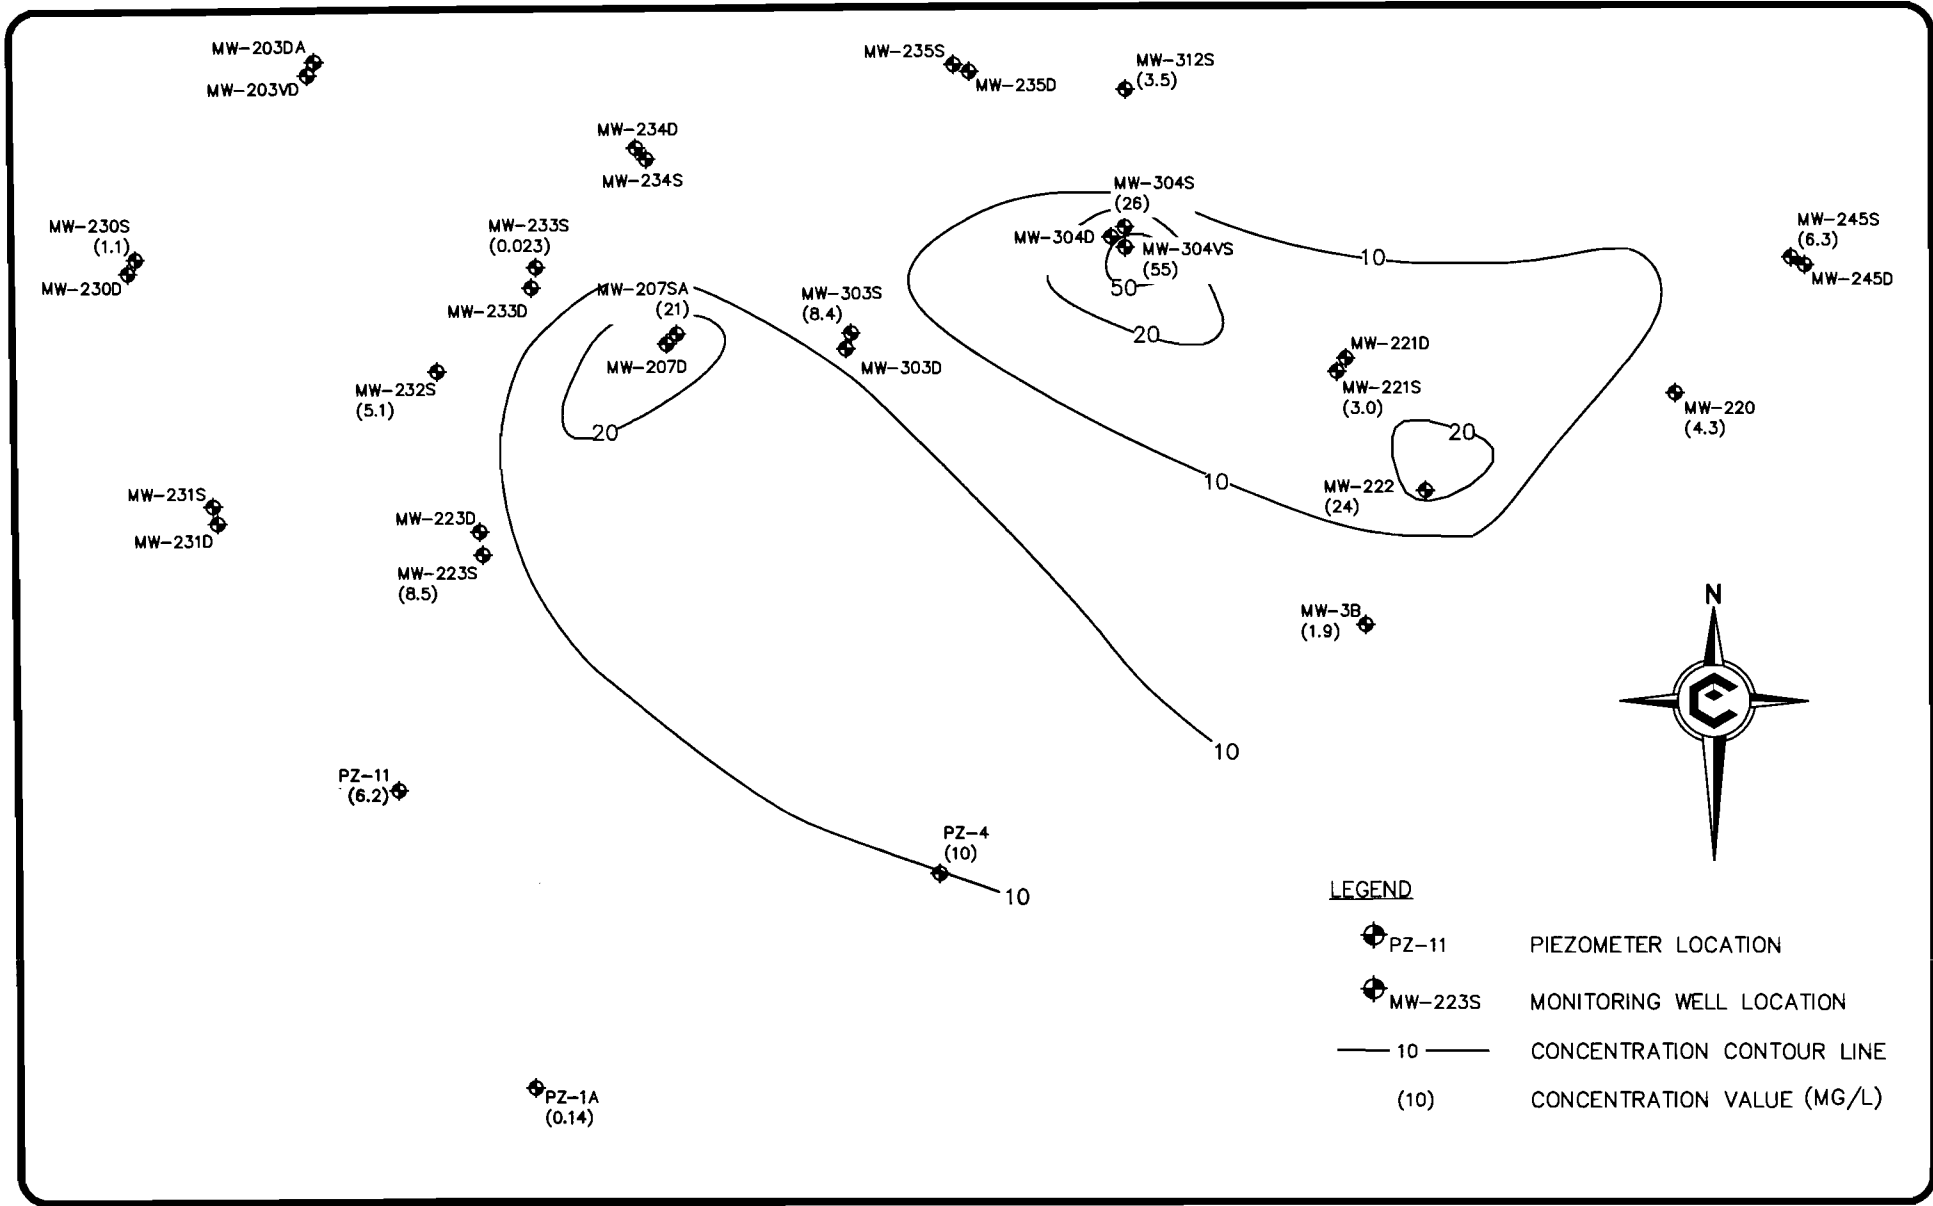 MW-203DA
MW-203VD
MW-235S
MW-235D
MW-312S
(3.5)
MW-234D
MW-234S
MW-304S
(26)
MW-304D
MW-304VS
(55)
50
20
10
MW-230S
(1.1)
MW-230D
MW-233S
(0.023)
MW-233D
MW-245S
(6.3)
MW-245D
MW-207SA
(21)
MW-207D
20
MW-303S
(8.4)
MW-303D
MW-232S
(5.1)
MW-221D
MW-221S
(3.0)
MW-220
(4.3)
20
10
MW-222
(24)
MW-231S
MW-231D
MW-223D
MW-223S
(8.5)
MW-3B
(1.9)
N
10
PZ-11
(6.2)
PZ-4
(10)
10
LEGEND
PZ-11 PIEZOMETER LOCATION
MW-223S MONITORING WELL LOCATION
10 CONCENTRATION CONTOUR LINE
(10) CONCENTRATION VALUE (MG/L)
PZ-1A
(0.14)